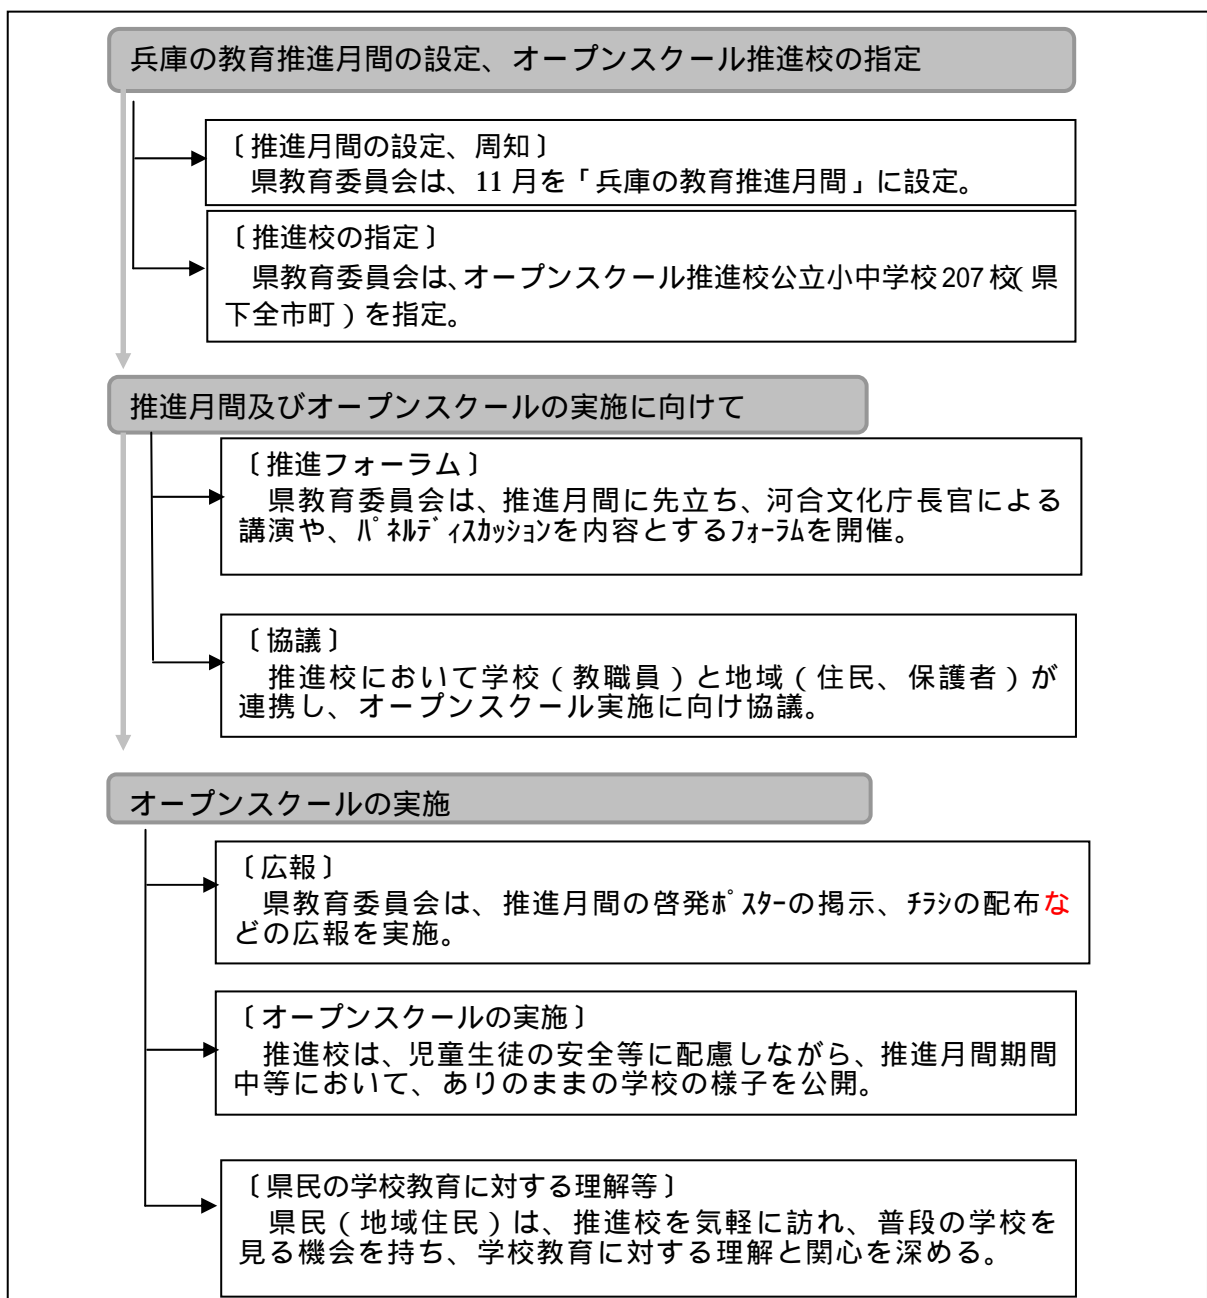 兵庫の教育推進月間の設定、オープンスクール推進校の指定
〔推進月間の設定、周知〕
県教育委員会は、11月を「兵庫の教育推進月間」に設定。
〔推進校の指定〕
県教育委員会は、オープンスクール推進校公立小中学校207校(県
下全市町)を指定。
推進月間及びオープンスクールの実施に向けて
〔推進フォーラム〕
県教育委員会は、推進月間に先立ち、河合文化庁長官による
講演や、ﾊﾟﾈﾙﾃﾞｨｽｶｯｼｮﾝを内容とするﾌｫｰﾗﾑを開催。
〔協議〕
推進校において学校(教職員)と地域(住民、保護者)が
連携し、オープンスクール実施に向け協議。
オープンスクールの実施
〔広報〕
県教育委員会は、推進月間の啓発ﾎﾟｽﾀｰの掲示、ﾁﾗｼの配布な
どの広報を実施。
〔オープンスクールの実施〕
推進校は、児童生徒の安全等に配慮しながら、推進月間期間
中等において、ありのままの学校の様子を公開。
〔県民の学校教育に対する理解等〕
県民(地域住民)は、推進校を気軽に訪れ、普段の学校を
見る機会を持ち、学校教育に対する理解と関心を深める。